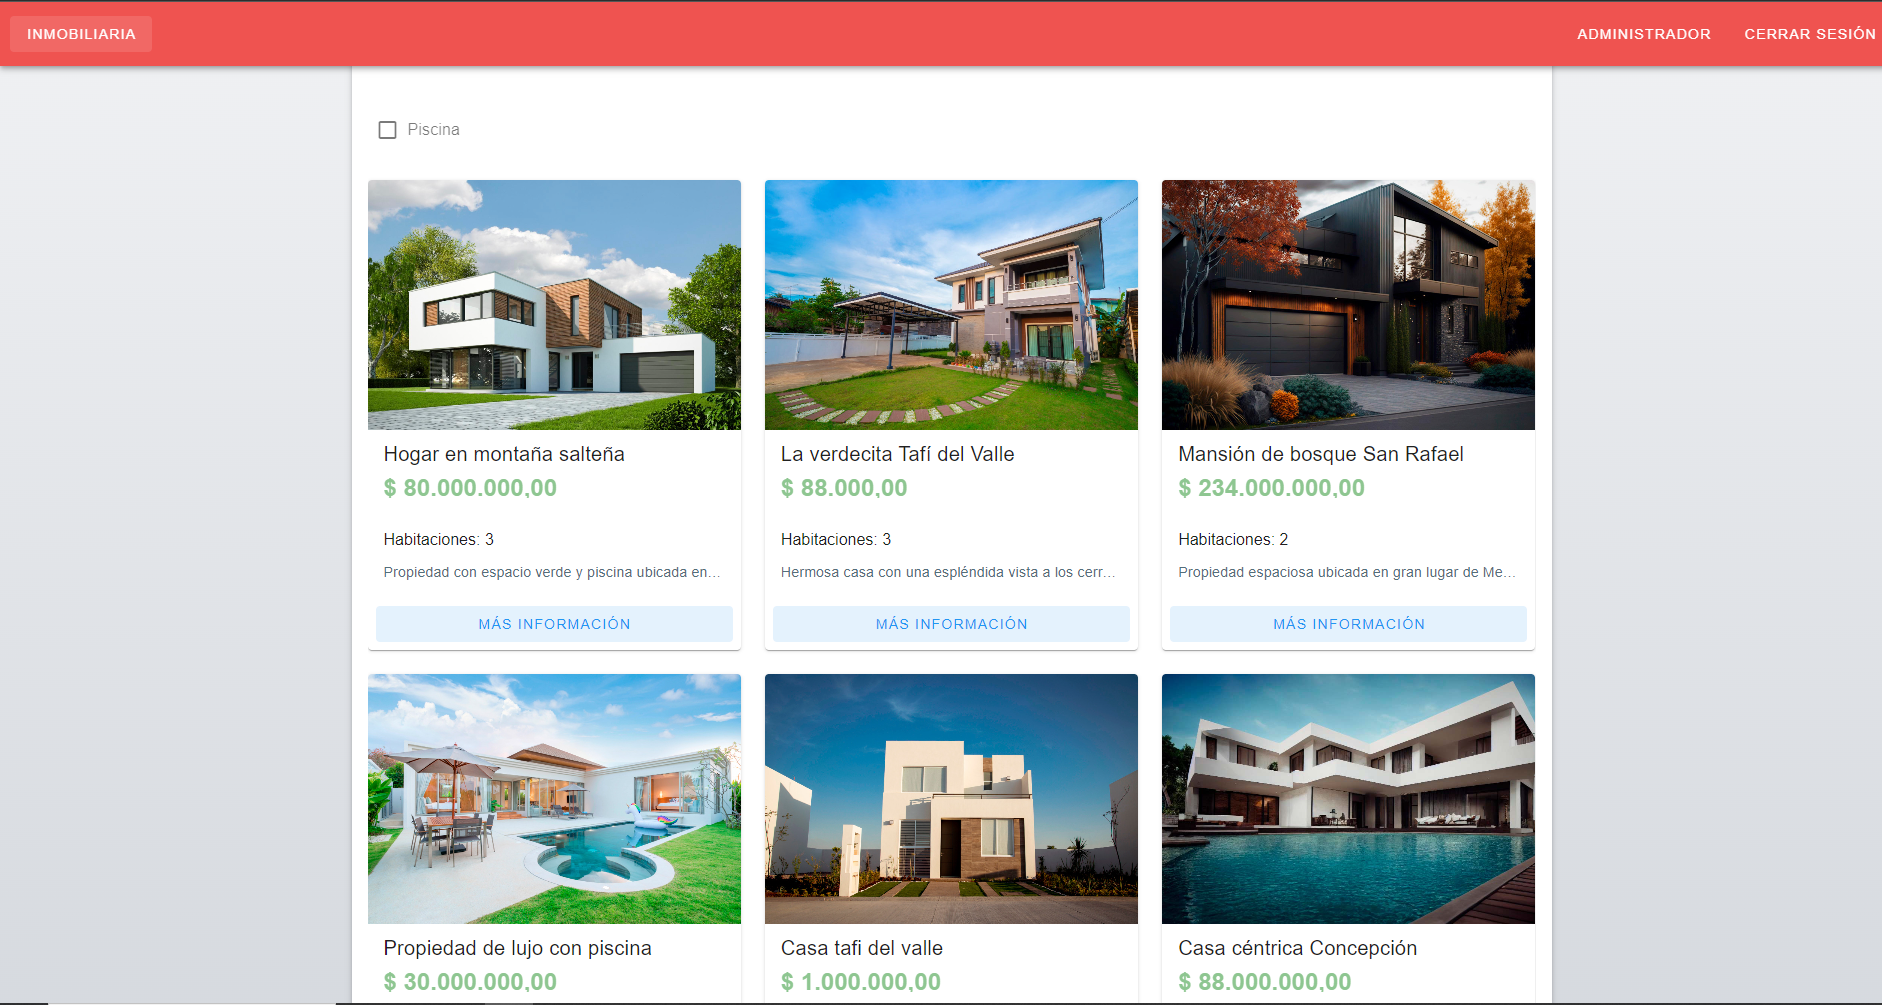 INMOBILIARIA
ADMINISTRADOR
CERRAR SESIÓN
Piscina
Hogar en montaña salteña
$ 80.000.000,00
Habitaciones: 3
Propiedad con espacio verde y piscina ubicada en...
MÁS INFORMACIÓN
La verdecita Tafí del Valle
$ 88.000,00
Habitaciones: 3
Hermosa casa con una espléndida vista a los cerr...
MÁS INFORMACIÓN
Mansión de bosque San Rafael
$ 234.000.000,00
Habitaciones: 2
Propiedad espaciosa ubicada en gran lugar de Me...
MÁS INFORMACIÓN
Propiedad de lujo con piscina
$ 30.000.000,00
Casa tafi del valle
$ 1.000.000,00
Casa céntrica Concepción
$ 88.000.000,00